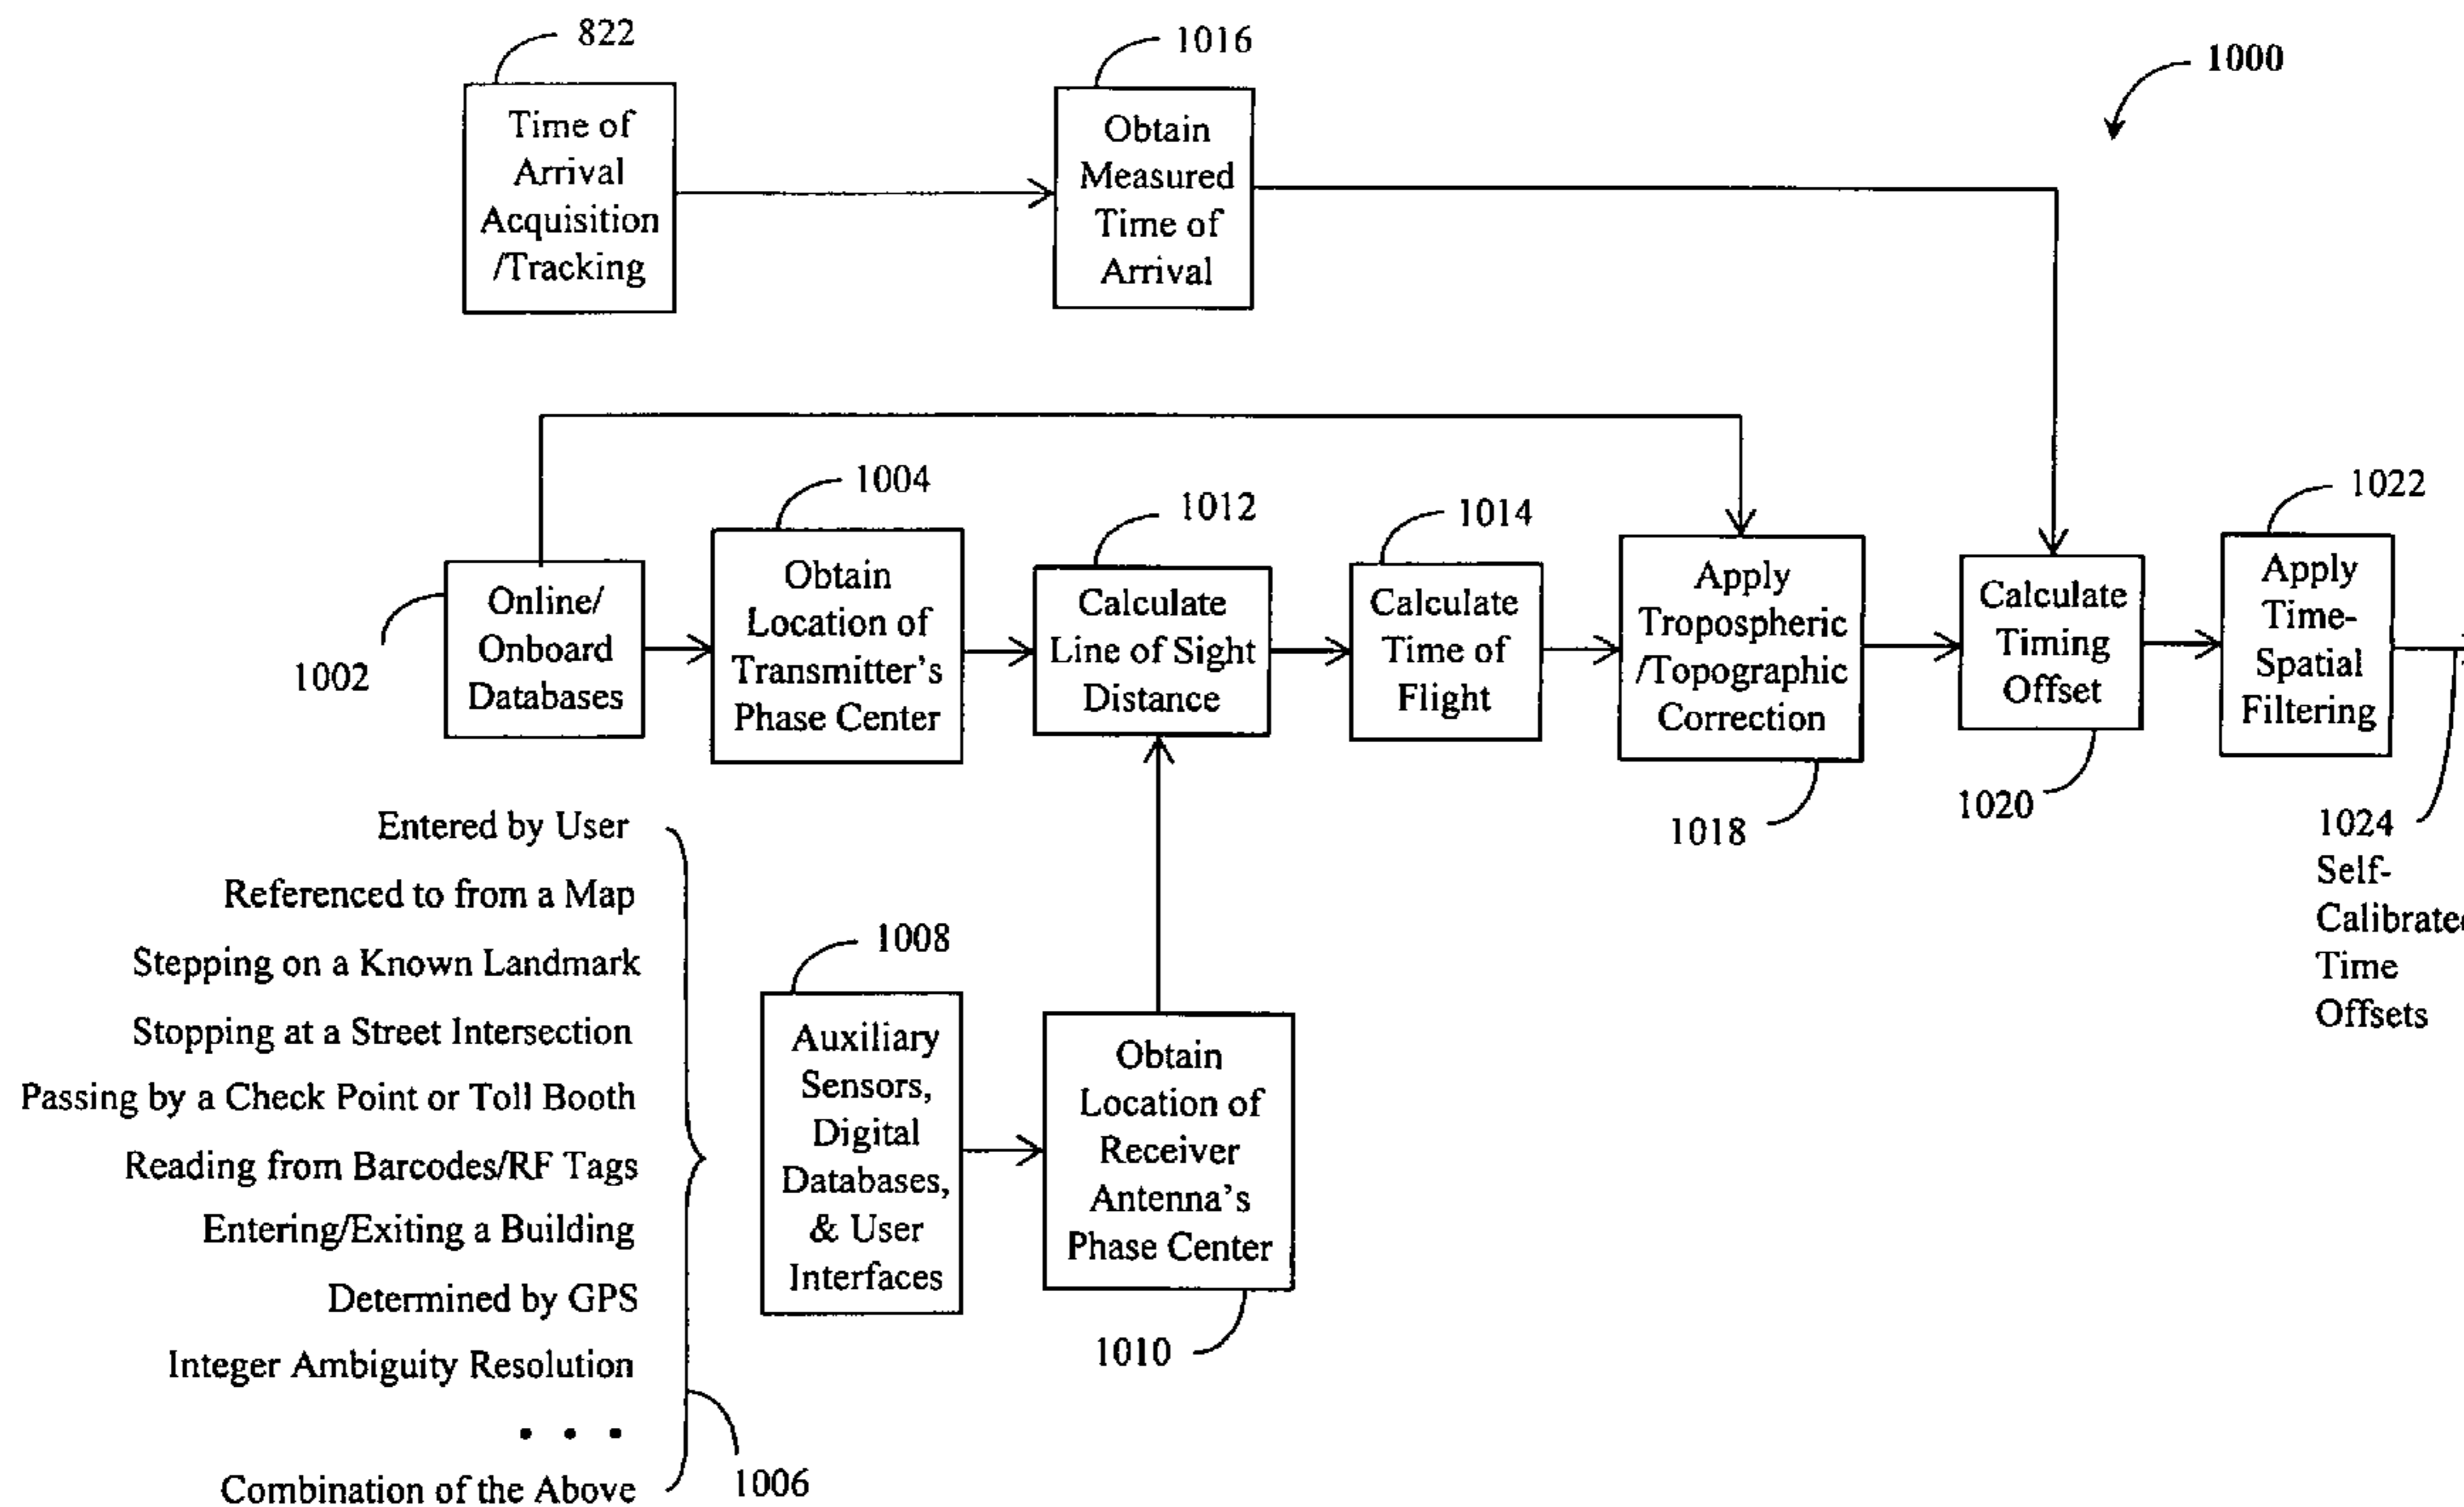 822
Time of
Arrival
Acquisition
/Tracking
1016
Obtain
Measured
Time of
Arrival
1000
1002
Online/
Onboard
Databases
1004
Obtain
Location of
Transmitter's
Phase Center
1012
Calculate
Line of Sight
Distance
1014
Calculate
Time of
Flight
Apply
Tropospheric
/Topographic
Correction
1018
Calculate
Timing
Offset
1020
1022
Apply
Time-
Spatial
Filtering
1024
Self-
Calibrated
Time
Offsets
Entered by User
Referenced to from a Map
Stepping on a Known Landmark
Stopping at a Street Intersection
Passing by a Check Point or Toll Booth
Reading from Barcodes/RF Tags
Entering/Exiting a Building
Determined by GPS
Integer Ambiguity Resolution
• • •
Combination of the Above
1006
1008
Auxiliary
Sensors,
Digital
Databases,
& User
Interfaces
Obtain
Location of
Receiver
Antenna's
Phase Center
1010